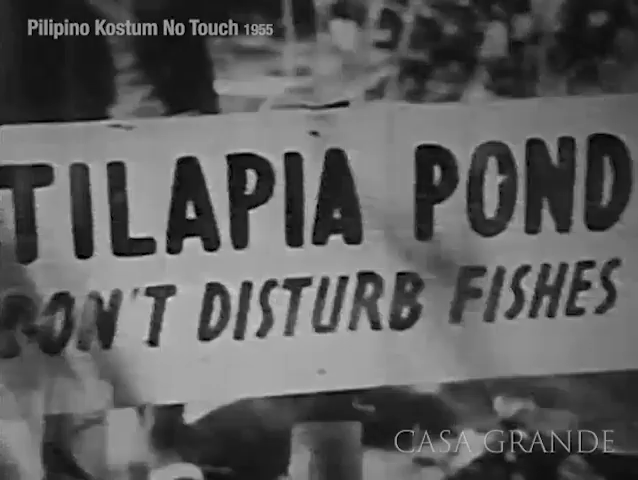 Pilipino Kostum No Touch 1955
TILAPIA POND
DON'T DISTURB FISHES
CASA GRANDE